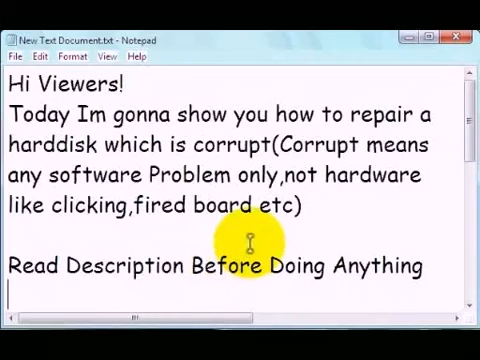 New Text Document.txt - Notepad
File Edit Format View Help
Hi Viewers!
Today Im gonna show you how to repair a
harddisk which is corrupt(Corrupt means
any software Problem only,not hardware
like clicking,fired board etc)
Read Description Before Doing Anything